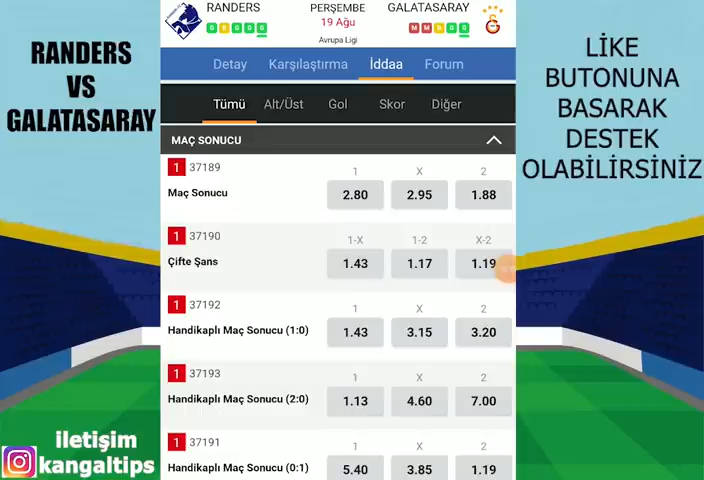 RANDERS
VS
GALATASARAY
RANDERS
G B G G G
PERŞEMBE
19 Ağu
Avrupa Ligi
GALATASARAY
M M B G G
Detay Karşılaştırma İddaa Forum
Tümü Alt/Üst Gol Skor Diğer
MAÇ SONUCU
1 37189
Maç Sonucu
1 X 2
2.80 2.95 1.88
1 37190
Çifte Şans
1-X 1-2 X-2
1.43 1.17 1.19
1 37192
Handikaplı Maç Sonucu (1:0)
1 X 2
1.43 3.15 3.20
1 37193
Handikaplı Maç Sonucu (2:0)
1 X 2
1.13 4.60 7.00
1 37191
Handikaplı Maç Sonucu (0:1)
1 X 2
5.40 3.85 1.19
LİKE
BUTONUNA
BASARAK
DESTEK
OLABİLİRSİNİZ
iletişim
kangaltips